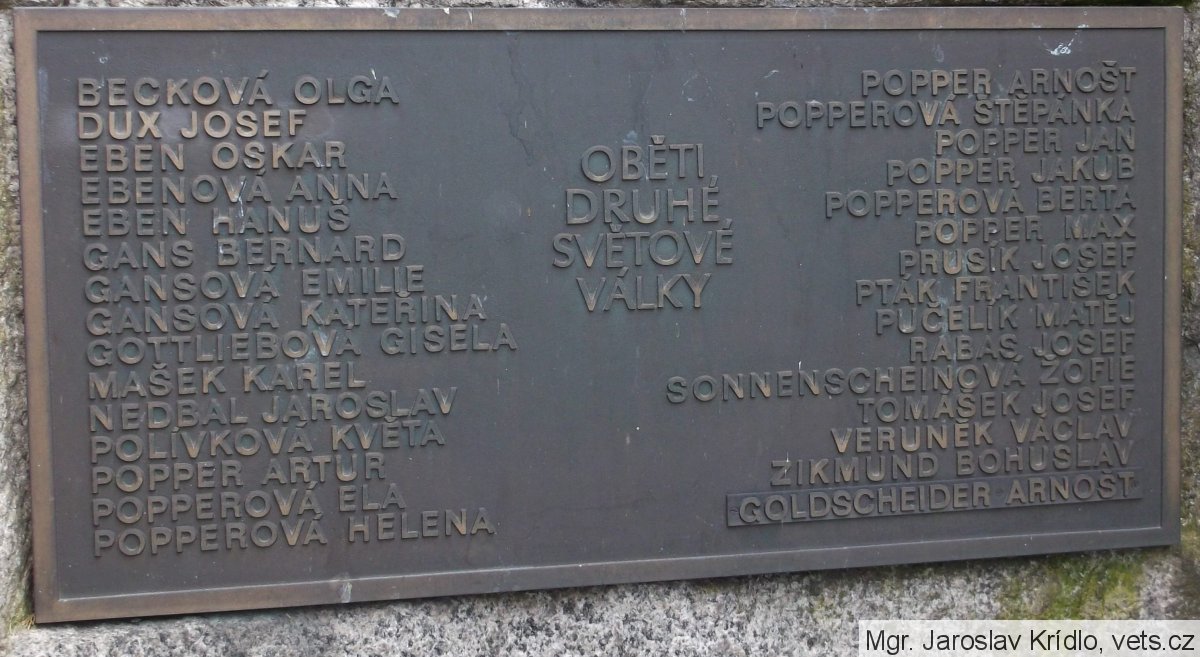 BECKOVÁ OLGA
DUX JOSEF
EBEN OSKAR
EBENOVÁ ANNA
EBEN HANUŠ
GANS BERNARD
GANSOVÁ EMILIE
GANSOVÁ KATEŘINA
GOTTLIEBOVÁ GISELA
MAŠEK KAREL
NEDBAL JAROSLAV
POLÍVKOVÁ KVĚTA
POPPER ARTUR
POPPEROVÁ ELA
POPPEROVÁ HELENA
OBĚTI
DRUHÉ
SVĚTOVÉ
VÁLKY
POPPER ARNOŠT
POPPEROVÁ ŠTĚPÁNKA
POPPER JAN
POPPER JAKUB
POPPEROVÁ BERTA
POPPER MAX
PRUSÍK JOSEF
PTÁK FRANTIŠEK
PUČELÍK MATĚJ
RABAS JOSEF
SONNENSCHEINOVÁ ŽOFIE
TOMÁŠEK JOSEF
VERUNĚK VÁCLAV
ZIKMUND BOHUSLAV
GOLDSCHEIDER ARNOŠT
Mgr. Jaroslav Krídlo, vets.cz